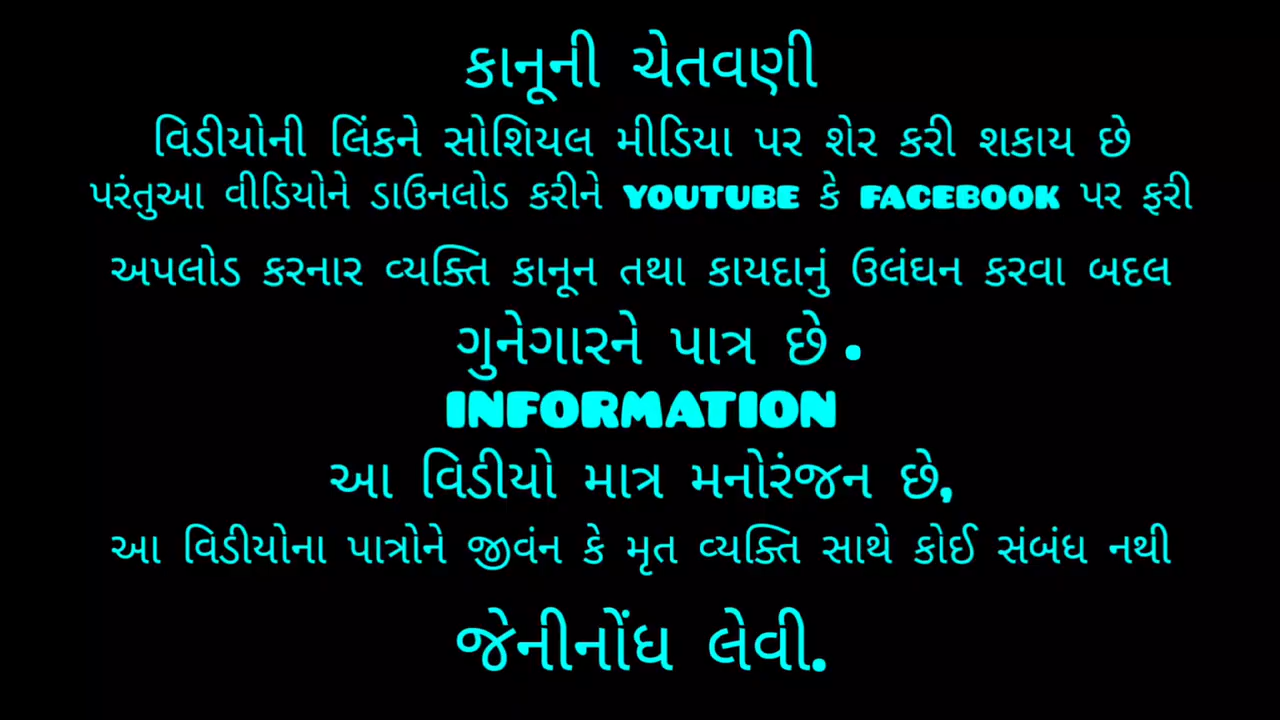 કાનૂની ચેતવણી
વિડીયોની લિંકને સોશિયલ મીડિયા પર શેર કરી શકાય છે
પરંતુઆ વીડિયોને ડાઉનલોડ કરીને YOUTUBE કે FACEBOOK પર ફરી
અપલોડ કરનાર વ્યક્તિ કાનૂન તથા કાયદાનું ઉલંઘન કરવા બદલ
ગુનેગારને પાત્ર છે .
INFORMATION
આ વિડીયો માત્ર મનોરંજન છે,
આ વિડીયોના પાત્રોને જીવંન કે મૃત વ્યક્તિ સાથે કોઈ સંબંધ નથી
જેનીનોંધ લેવી.